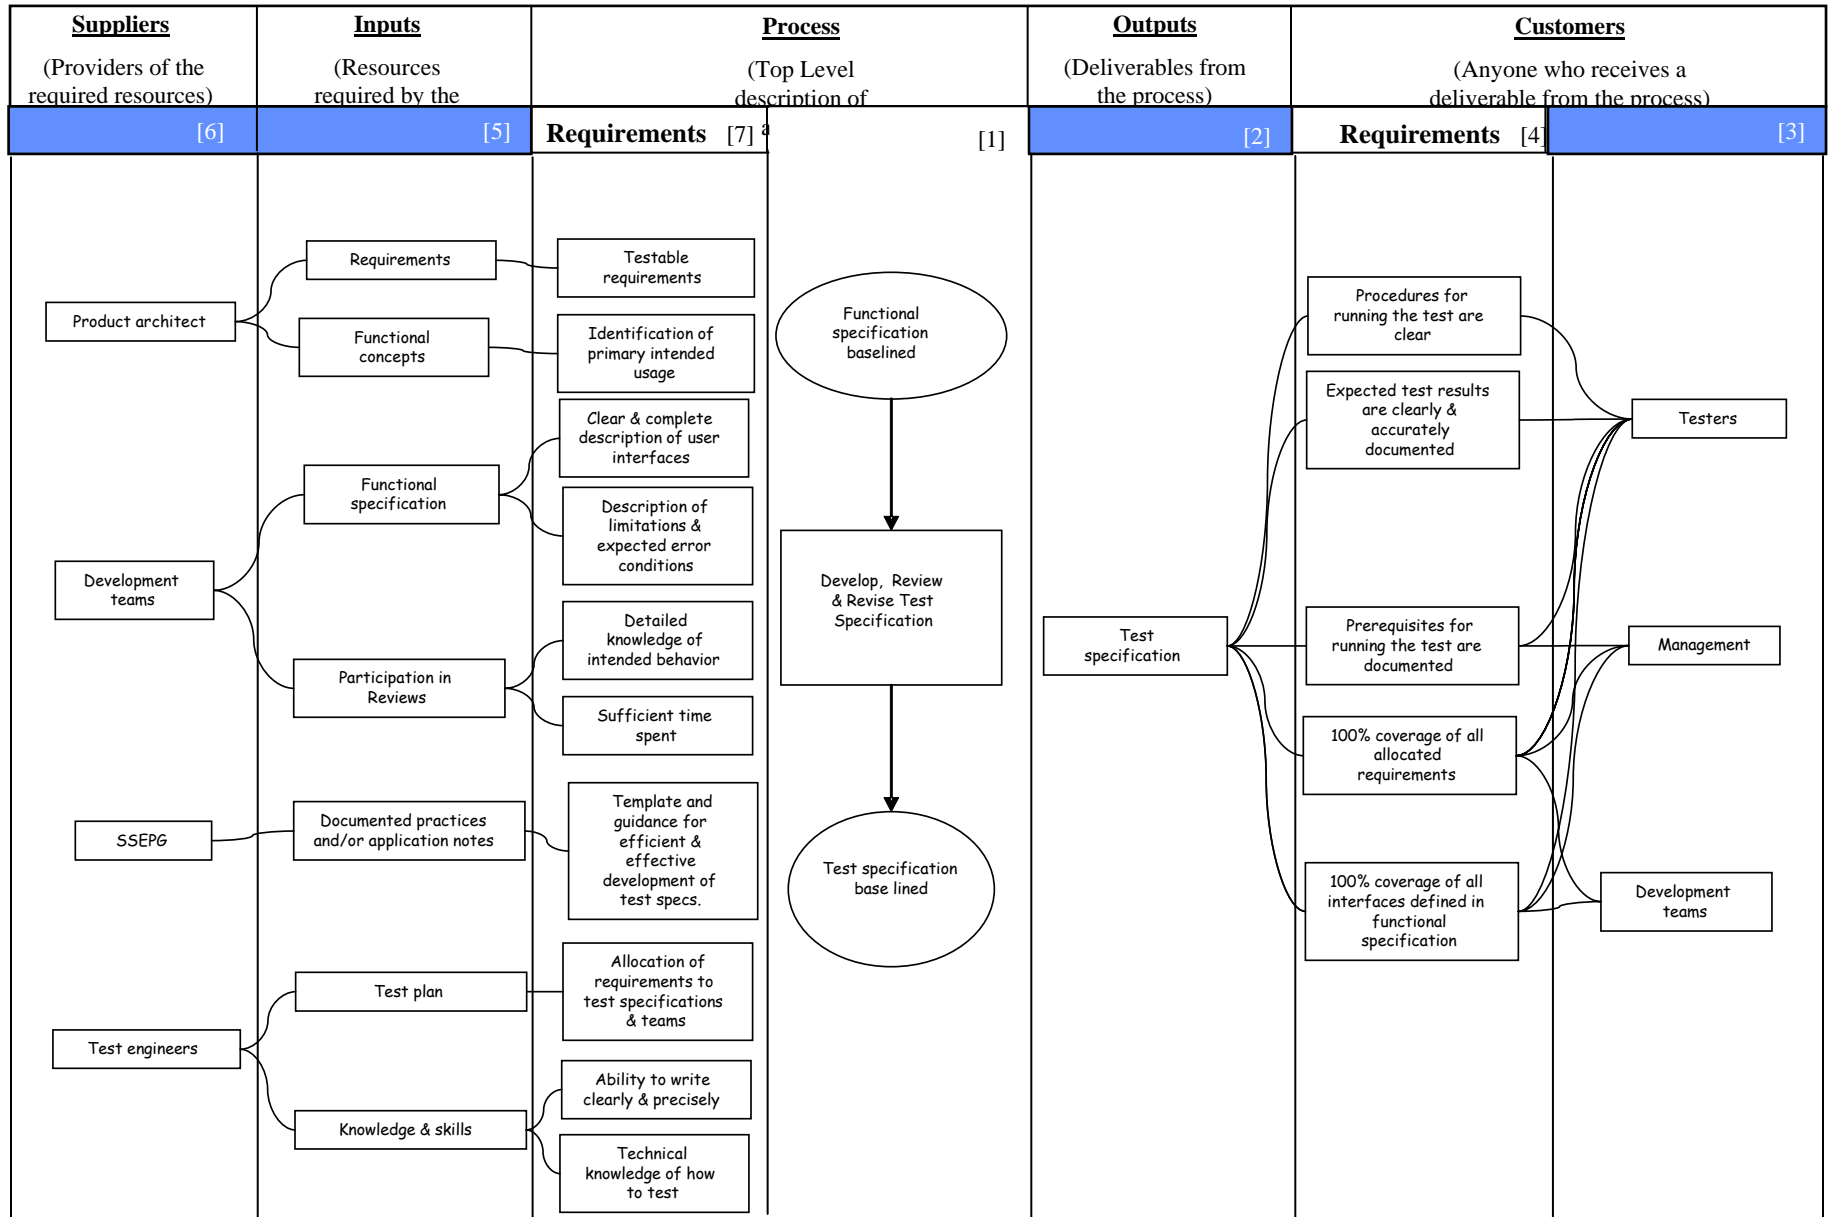 Suppliers
(Providers of the
required resources)
Inputs
(Resources
required by the
Process
(Top Level
description of
Outputs
(Deliverables from
the process)
Customers
(Anyone who receives a
deliverable from the process)
[6]
[5]
Requirements [7] a
[1]
[2]
Requirements [4]
[3]
Product architect
Development
teams
SSEPG
Test engineers
Requirements
Functional
concepts
Functional
specification
Participation in
Reviews
Documented practices
and/or application notes
Test plan
Knowledge & skills
Testable
requirements
Identification of
primary intended
usage
Clear & complete
description of user
interfaces
Description of
limitations &
expected error
conditions
Detailed
knowledge of
intended behavior
Sufficient time
spent
Template and
guidance for
efficient &
effective
development of
test specs.
Allocation of
requirements to
test specifications
& teams
Ability to write
clearly & precisely
Technical
knowledge of how
to test
Functional
specification
baselined
Develop, Review
& Revise Test
Specification
Test specification
base lined
Test
specification
Procedures for
running the test are
clear
Expected test results
are clearly &
accurately
documented
Prerequisites for
running the test are
documented
100% coverage of all
allocated
requirements
100% coverage of all
interfaces defined in
functional
specification
Testers
Management
Development
teams